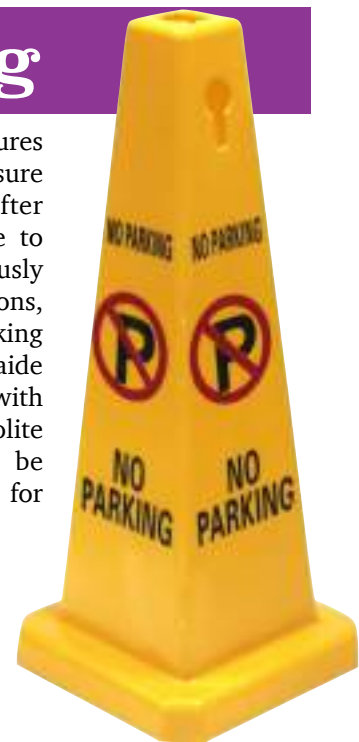 g
ures
sure
fter
e to
usly
ons,
king
aide
with
olite
be
for
NO PARKING NO PARKING
P P
NO PARKING
NO PARKING